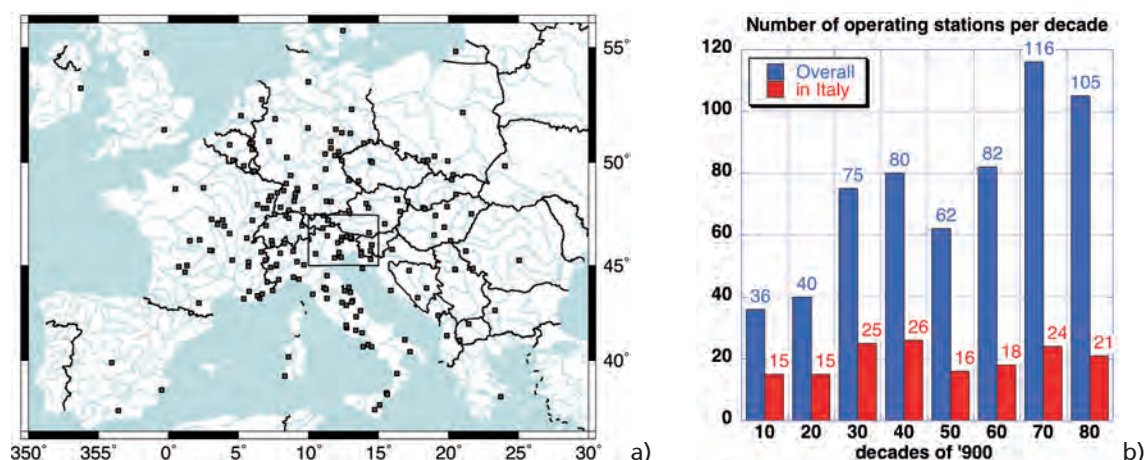 55°
50°
45°
40°
350 355° 0° 5° 10° 15° 20° 25° 30°
a)
Number of operating stations per decade
120
100
80
60
40
20
0
Overall
in Italy
36 40 75 80 62 82 116 105
15 15 25 26 16 18 24 21
10 20 30 40 50 60 70 80
decades of '900
b)